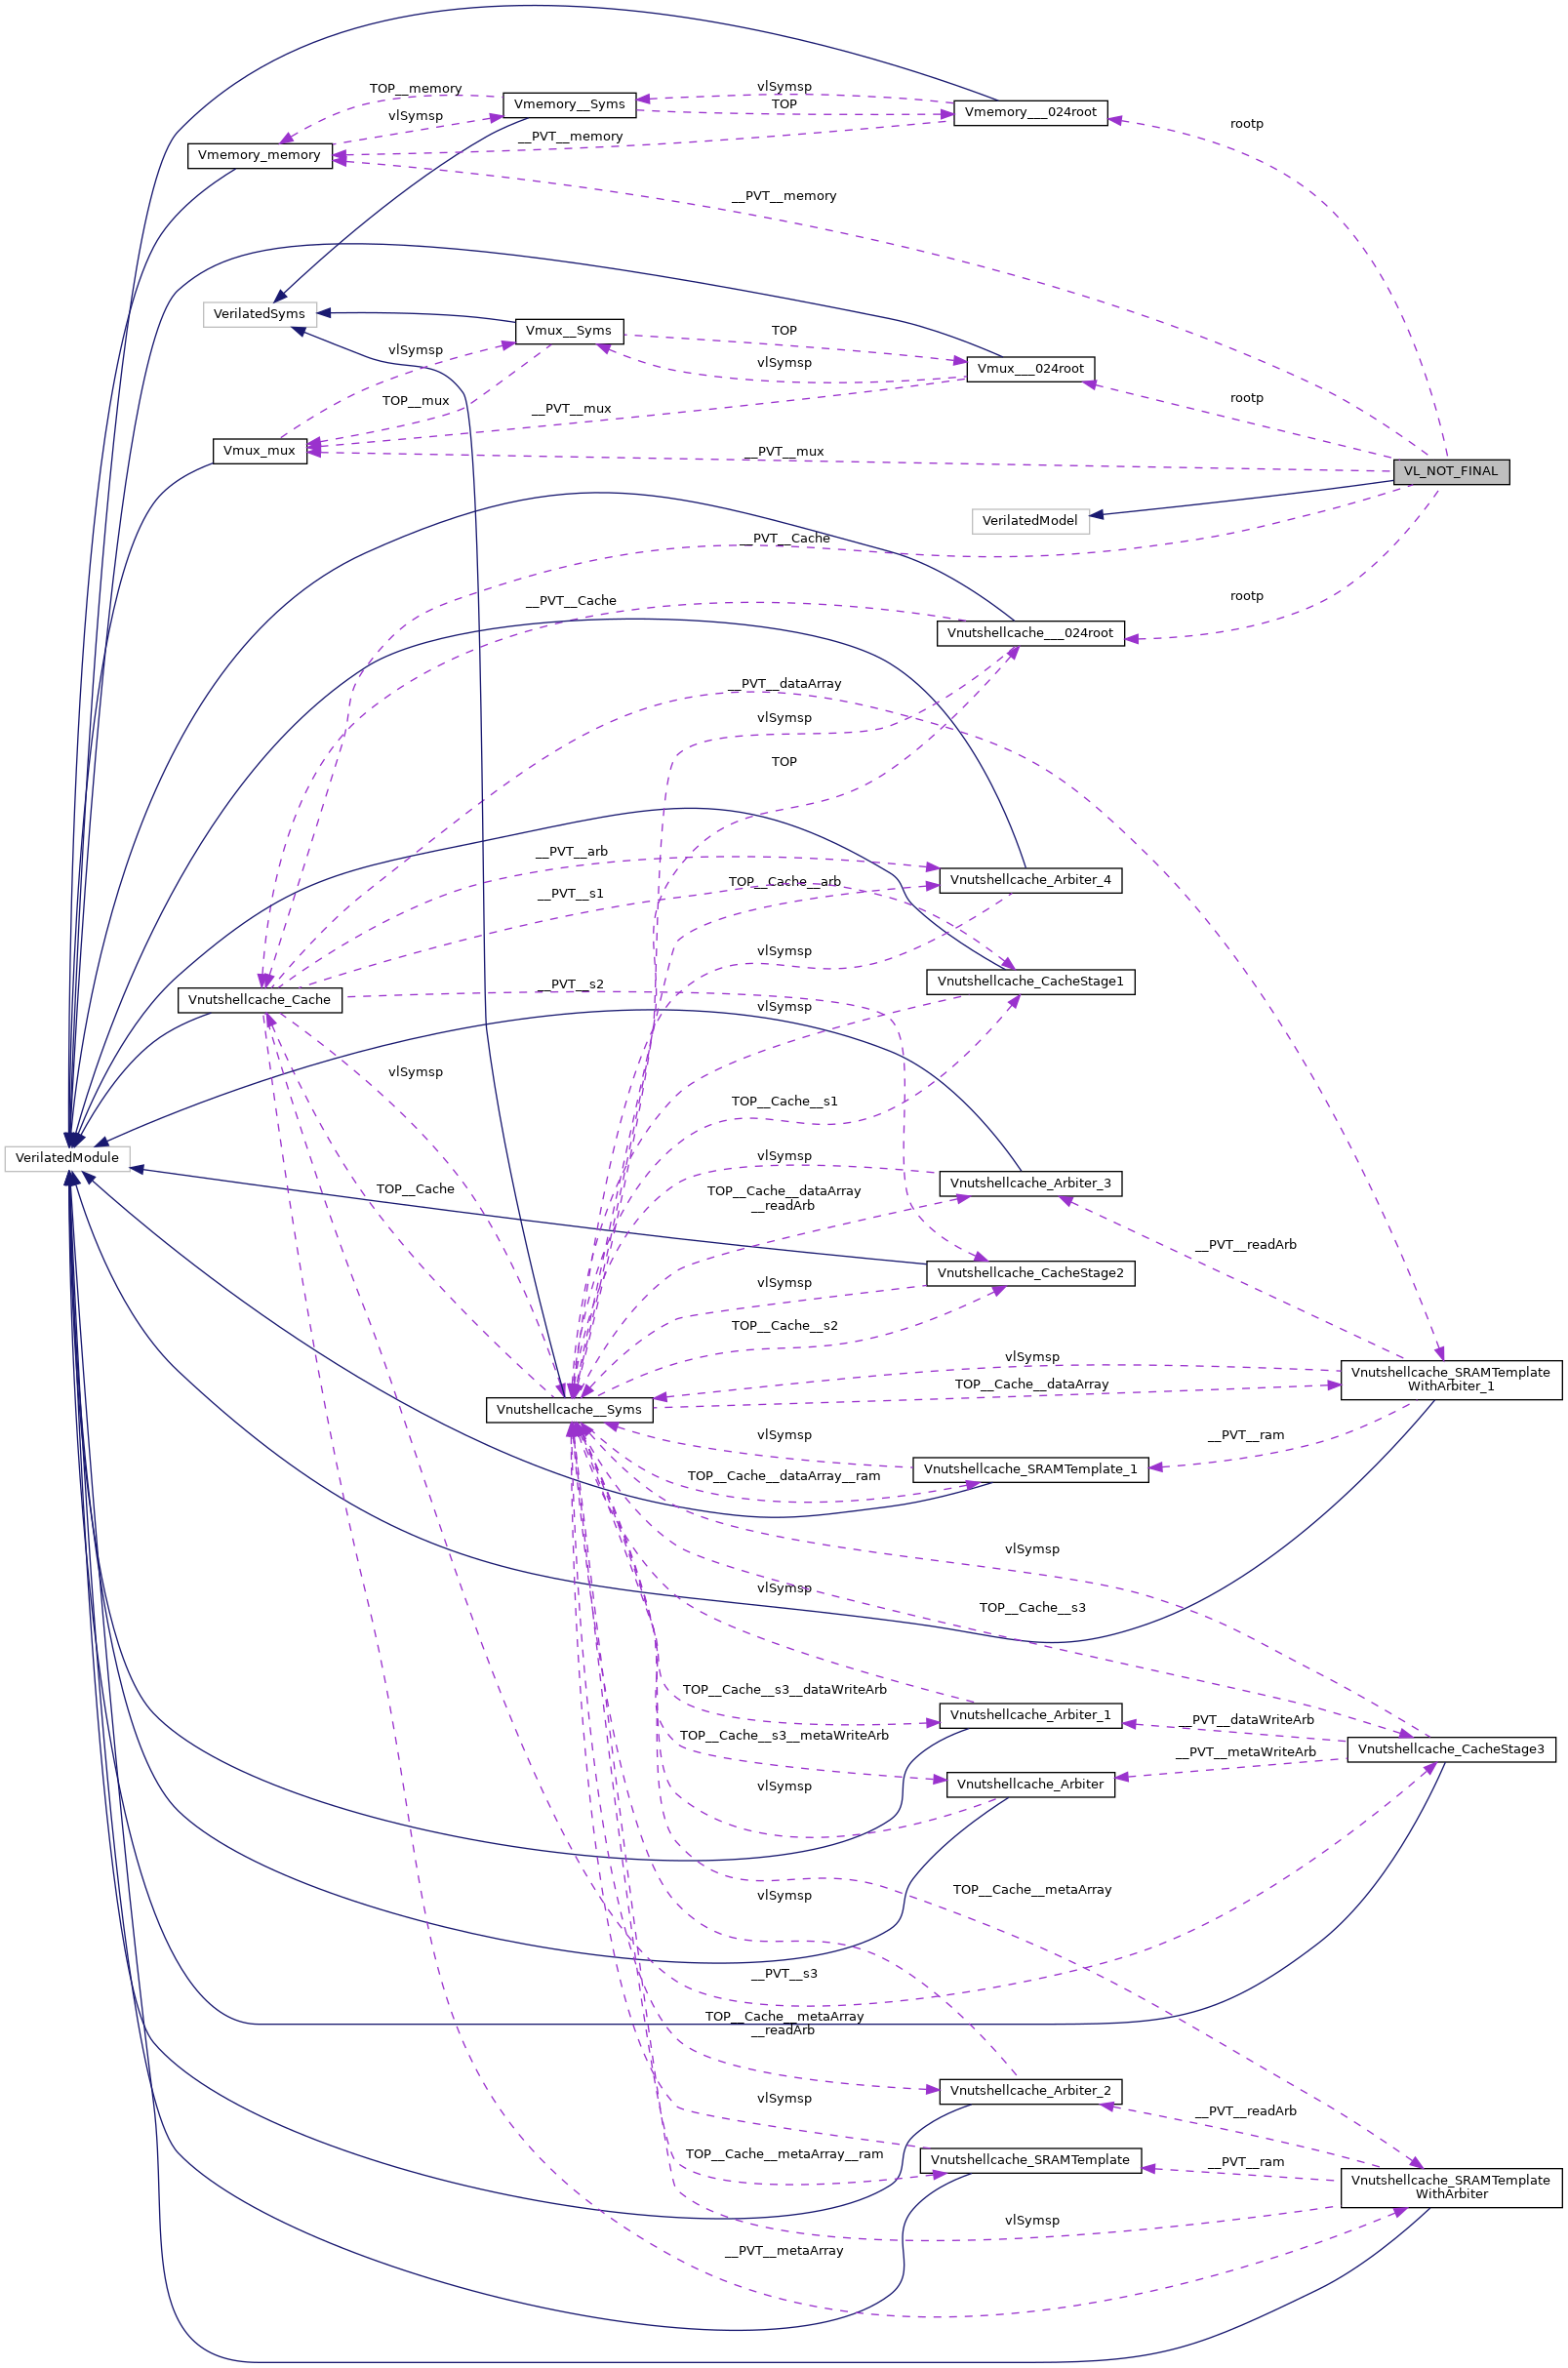 vlSymsp
TOP__memory
Vmemory__Syms
TOP
Vmemory___024root
vlSymsp
rootp
__PVT__memory
Vmemory_memory
__PVT__memory
VerilatedSyms
Vmux__Syms
TOP
vlSymsp
vlSymsp
Vmux___024root
TOP__mux
rootp
__PVT__mux
Vmux_mux
__PVT__mux
VL_NOT_FINAL
VerilatedModel
__PVT__Cache
__PVT__Cache
rootp
Vnutshellcache___024root
__PVT__dataArray
vlSymsp
TOP
__PVT__arb
TOP__Cache__arb
Vnutshellcache_Arbiter_4
__PVT__s1
vlSymsp
Vnutshellcache_CacheStage1
__PVT__s2
Vnutshellcache_Cache
vlSymsp
vlSymsp
TOP__Cache__s1
VerilatedModule
vlSymsp
Vnutshellcache_Arbiter_3
TOP__Cache
TOP__Cache__dataArray
__readArb
__PVT__readArb
Vnutshellcache_CacheStage2
vlSymsp
TOP__Cache__s2
vlSymsp
Vnutshellcache_SRAMTemplate
WithArbiter_1
TOP__Cache__dataArray
Vnutshellcache__Syms
vlSymsp
__PVT__ram
Vnutshellcache_SRAMTemplate_1
TOP__Cache__dataArray__ram
vlSymsp
vlSymsp
TOP__Cache__s3
TOP__Cache__s3__dataWriteArb
Vnutshellcache_Arbiter_1
__PVT__dataWriteArb
TOP__Cache__s3__metaWriteArb
Vnutshellcache_CacheStage3
__PVT__metaWriteArb
Vnutshellcache_Arbiter
vlSymsp
TOP__Cache__metaArray
vlSymsp
__PVT__s3
TOP__Cache__metaArray
__readArb
Vnutshellcache_Arbiter_2
vlSymsp
__PVT__readArb
TOP__Cache__metaArray__ram
Vnutshellcache_SRAMTemplate
__PVT__ram
Vnutshellcache_SRAMTemplate
WithArbiter
vlSymsp
__PVT__metaArray